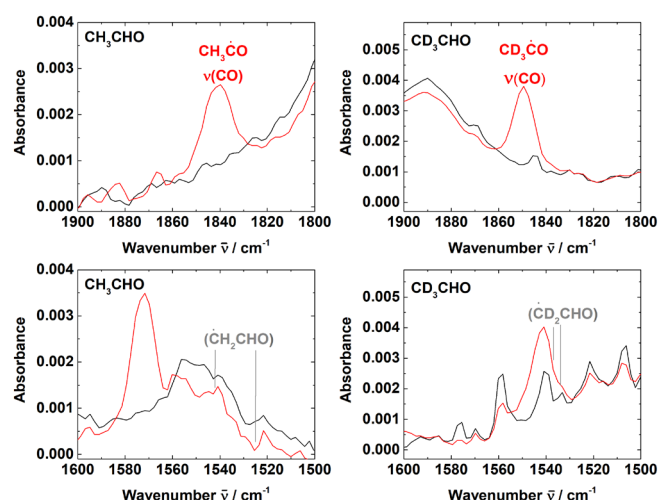 CH₃CHO
CH₃ĊO
ν(CO)
0.004
0.003
0.002
0.001
0.000
Absorbance
1900 1880 1860 1840 1820 1800
Wavenumber ν̄ / cm⁻¹
CD₃CHO
CD₃ĊO
ν(CO)
0.005
0.004
0.003
0.002
0.001
0.000
Absorbance
1900 1880 1860 1840 1820 1800
Wavenumber ν̄ / cm⁻¹
CH₃CHO
(ĊH₂CHO)
0.004
0.003
0.002
0.001
0.000
Absorbance
1600 1580 1560 1540 1520 1500
Wavenumber ν̄ / cm⁻¹
CD₃CHO
(ĊD₂CHO)
0.005
0.004
0.003
0.002
0.001
0.000
Absorbance
1600 1580 1560 1540 1520 1500
Wavenumber ν̄ / cm⁻¹